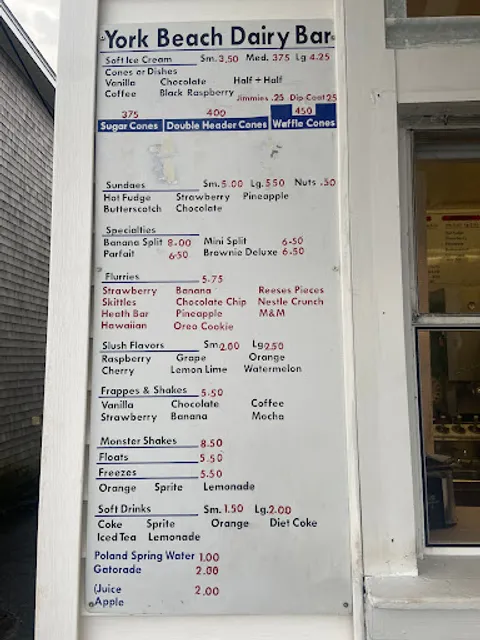 York Beach Dairy Bar
Soft Ice Cream Sm. 3.50 Med. 375 Lg 4.25
Cones or Dishes
Vanilla Chocolate Half + Half
Coffee Black Raspberry Jimmies .25 Dip Coat 25
375 400 450
Sugar Cones Double Header Cones Waffle Cones
Sundaes Sm. 5.00 Lg. 550 Nuts .50
Hot Fudge Strawberry Pineapple
Butterscotch Chocolate
Specialties
Banana Split 8.00 Mini Split 6-50
Parfait 6-50 Brownie Deluxe 6-50
Flurries 5-75
Strawberry Banana Reeses Pieces
Skittles Chocolate Chip Nestle Crunch
Heath Bar Pineapple M&M
Hawaiian Oreo Cookie
Slush Flavors Sm 2.00 Lg 2.50
Raspberry Grape Orange
Cherry Lemon Lime Watermelon
Frappes & Shakes 5.50
Vanilla Chocolate Coffee
Strawberry Banana Mocha
Monster Shakes 8.50
Floats 5.50
Freezes 5.50
Orange Sprite Lemonade
Soft Drinks Sm. 1.50 Lg. 2.00
Coke Sprite Orange Diet Coke
Iced Tea Lemonade
Poland Spring Water 1.00
Gatorade 2.00
(Juice 2.00
Apple